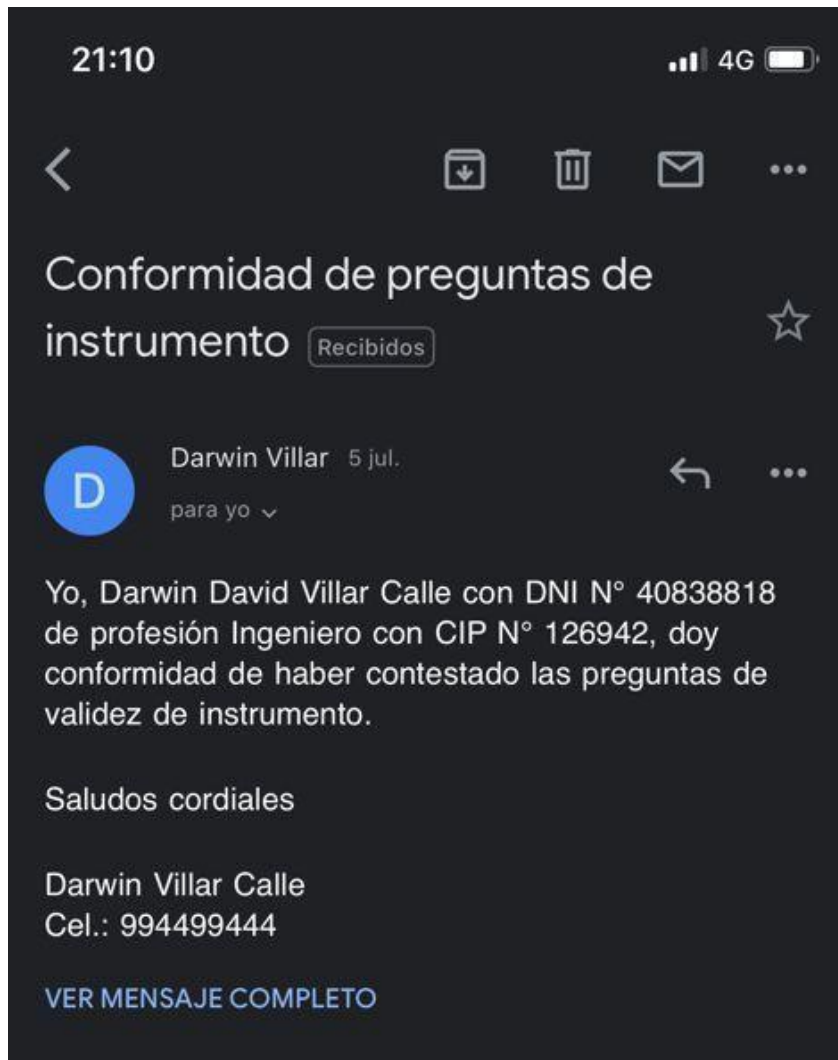 21:10 4G
Conformidad de preguntas de
instrumento Recibidos
D
Darwin Villar 5 jul.
para yo
Yo, Darwin David Villar Calle con DNI N° 40838818
de profesión Ingeniero con CIP N° 126942, doy
conformidad de haber contestado las preguntas de
validez de instrumento.
Saludos cordiales
Darwin Villar Calle
Cel.: 994499444
VER MENSAJE COMPLETO